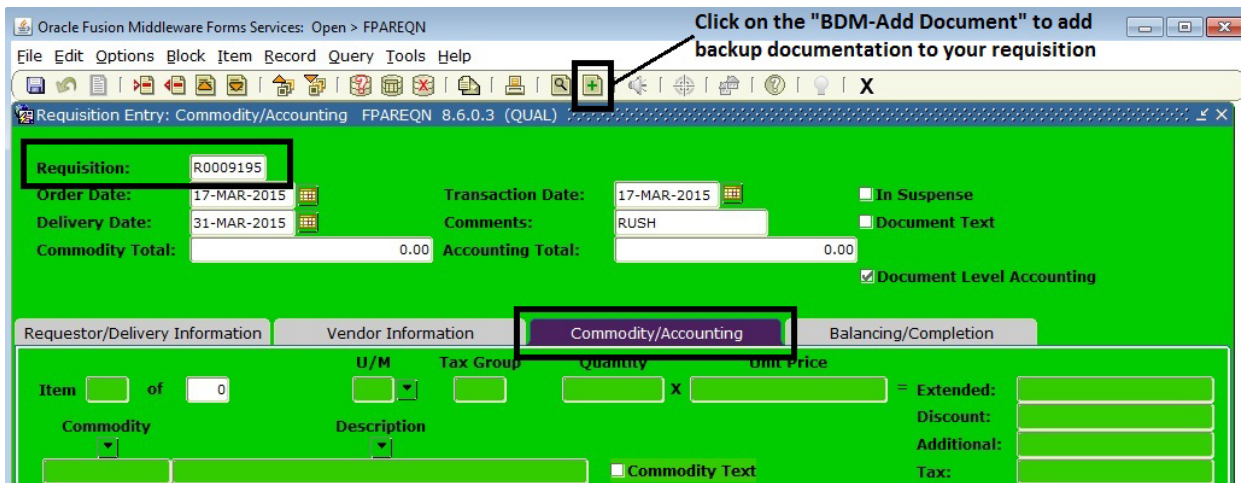 Oracle Fusion Middleware Forms Services: Open > FPAREQN
Click on the "BDM-Add Document" to add
backup documentation to your requisition
File Edit Options Block Item Record Query Tools Help
X
Requisition Entry: Commodity/Accounting FPAREQN 8.6.0.3 (QUAL)
Requisition: R0009195
Order Date: 17-MAR-2015 Transaction Date: 17-MAR-2015 In Suspense
Delivery Date: 31-MAR-2015 Comments: RUSH Document Text
Commodity Total: 0.00 Accounting Total: 0.00
Document Level Accounting
Requestor/Delivery Information Vendor Information Commodity/Accounting Balancing/Completion
U/M Tax Group Quantity Unit Price
Item of 0 X = Extended:
Discount:
Commodity Description
Additional:
Commodity Text Tax: